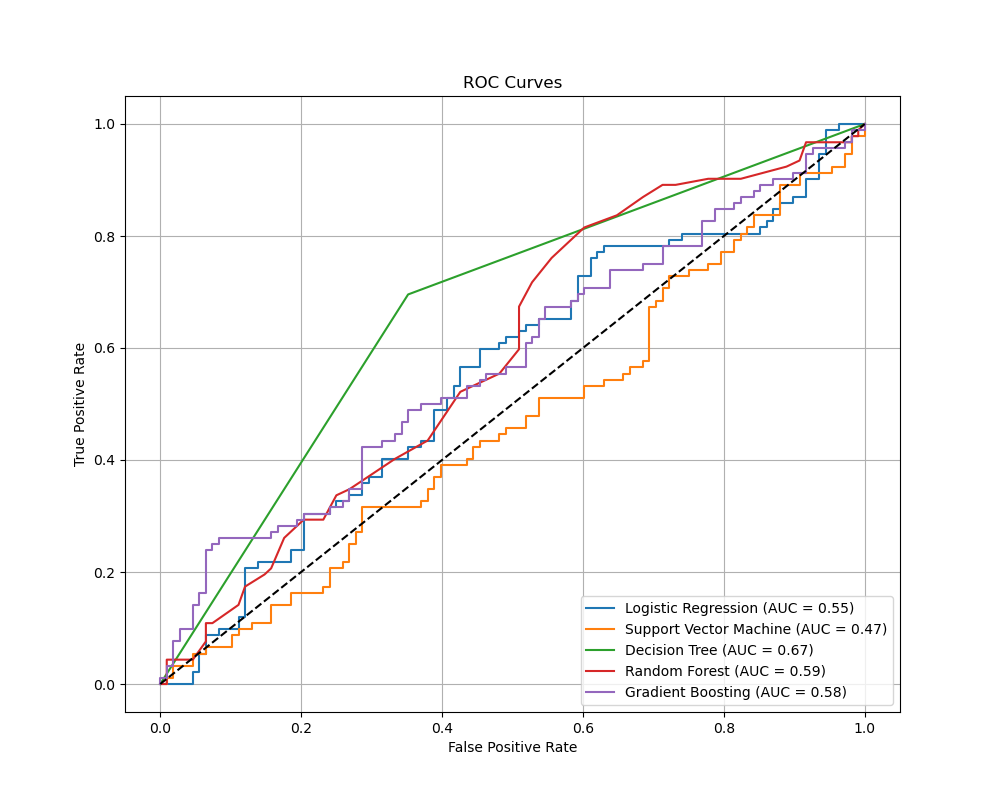 ROC Curves
True Positive Rate
1.0
0.8
0.6
0.4
0.2
0.0
Logistic Regression (AUC = 0.55)
Support Vector Machine (AUC = 0.47)
Decision Tree (AUC = 0.67)
Random Forest (AUC = 0.59)
Gradient Boosting (AUC = 0.58)
0.0 0.2 0.4 0.6 0.8 1.0
False Positive Rate